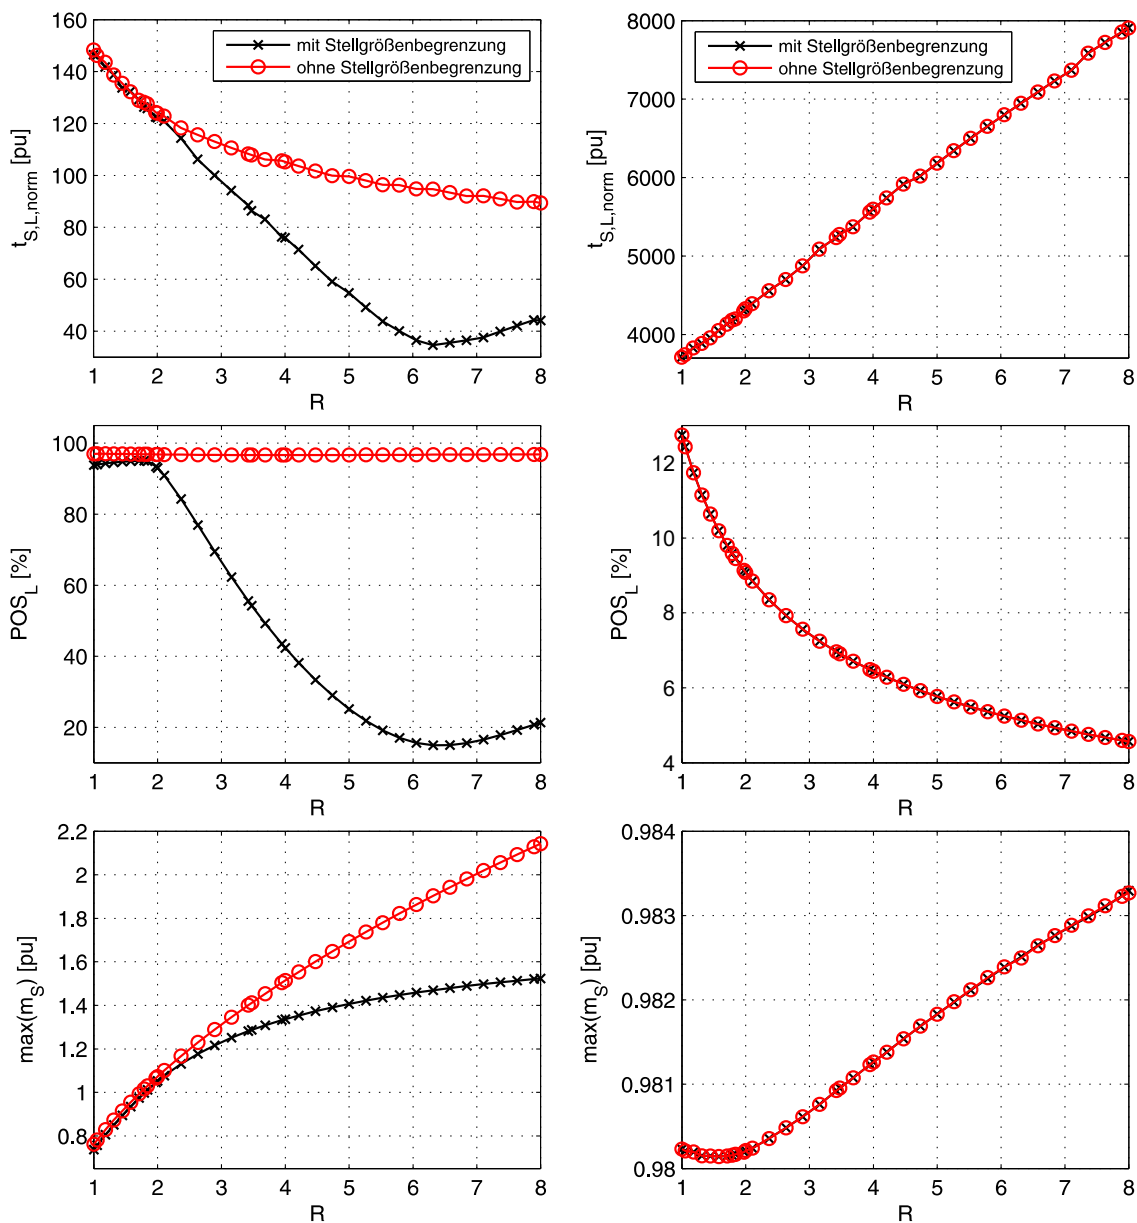 160
140
120
100
80
60
40
t_S,L,norm [pu]
mit Stellgrößenbegrenzung
ohne Stellgrößenbegrenzung
1 2 3 4 5 6 7 8
R
8000
7000
6000
5000
4000
t_S,L,norm [pu]
mit Stellgrößenbegrenzung
ohne Stellgrößenbegrenzung
1 2 3 4 5 6 7 8
R
100
80
60
40
20
POS_L [%]
1 2 3 4 5 6 7 8
R
12
10
8
6
4
POS_L [%]
1 2 3 4 5 6 7 8
R
2.2
2
1.8
1.6
1.4
1.2
1
0.8
max(m_S) [pu]
1 2 3 4 5 6 7 8
R
0.984
0.983
0.982
0.981
0.98
max(m_S) [pu]
1 2 3 4 5 6 7 8
R